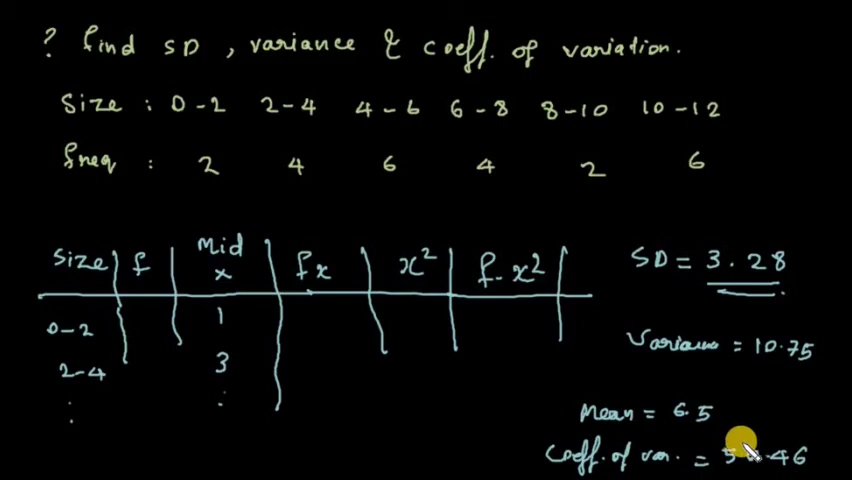 ? find SD, variance & coeff. of variation.
Size : 0-2 2-4 4-6 6-8 8-10 10-12
freq : 2 4 6 4 2 6
Size f Mid x fx x² f.x²
0-2 1
2-4 3
SD = 3.28
Variance = 10.75
Mean = 6.5
Coeff. of var. =